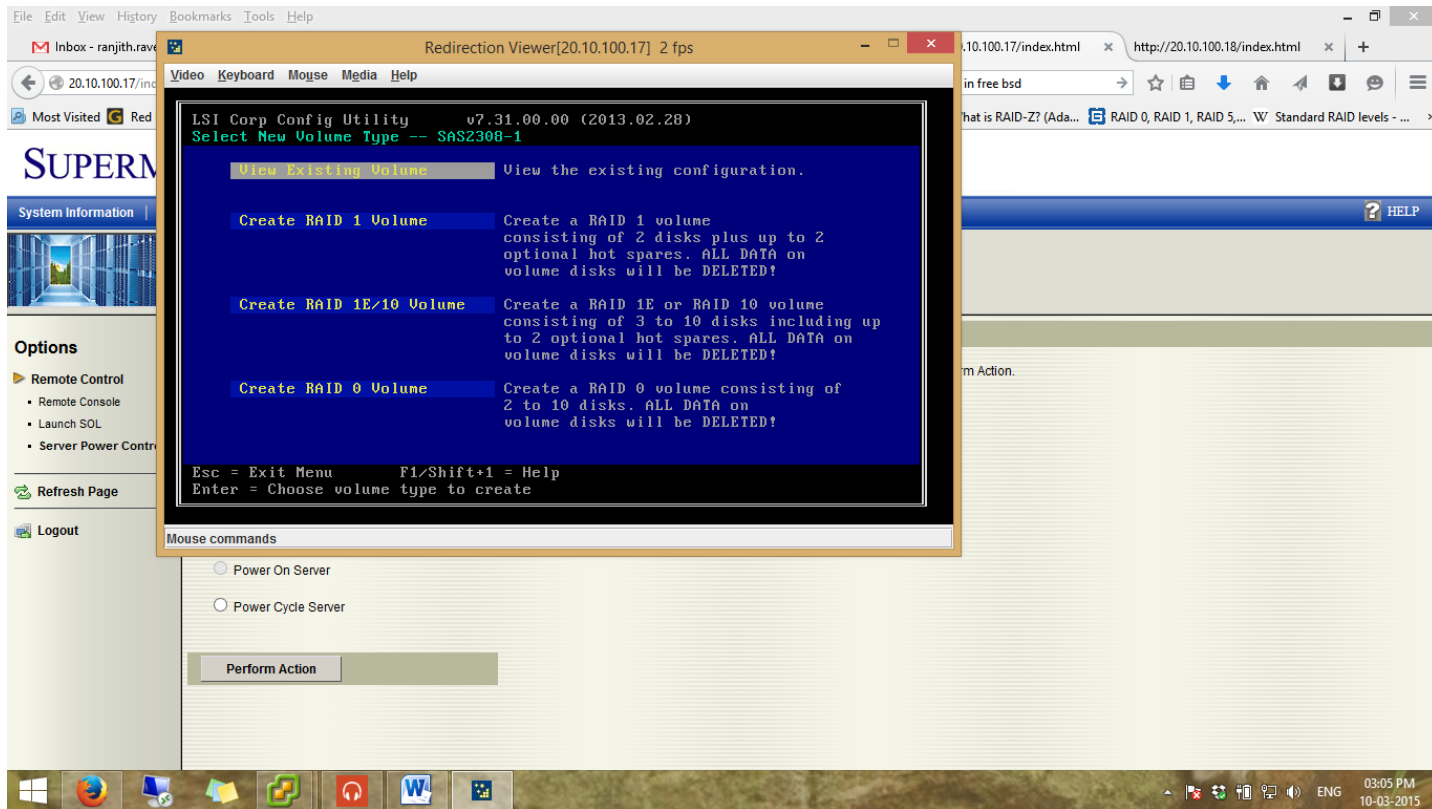 File Edit View History Bookmarks Tools Help
Inbox - ranjith.rave
Redirection Viewer[20.10.100.17] 2 fps
.10.100.17/index.html
http://20.10.100.18/index.html
20.10.100.17/ind
Video Keyboard Mouse Media Help
in free bsd
Most Visited Red
hat is RAID-Z? (Ada... RAID 0, RAID 1, RAID 5,... W Standard RAID levels - ...
LSI Corp Config Utility v7.31.00.00 (2013.02.28)
Select New Volume Type -- SAS2308-1
View Existing Volume View the existing configuration.
Create RAID 1 Volume Create a RAID 1 volume
consisting of 2 disks plus up to 2
optional hot spares. ALL DATA on
volume disks will be DELETED!
Create RAID 1E/10 Volume Create a RAID 1E or RAID 10 volume
consisting of 3 to 10 disks including up
to 2 optional hot spares. ALL DATA on
volume disks will be DELETED!
Create RAID 0 Volume Create a RAID 0 volume consisting of
2 to 10 disks. ALL DATA on
volume disks will be DELETED!
Esc = Exit Menu F1/Shift+1 = Help
Enter = Choose volume type to create
Mouse commands
SUPERM
System Information
HELP
Options
Remote Control
Remote Console
Launch SOL
Server Power Contr
Refresh Page
Logout
rm Action.
Power On Server
Power Cycle Server
Perform Action
ENG
03:05 PM
10-03-2015